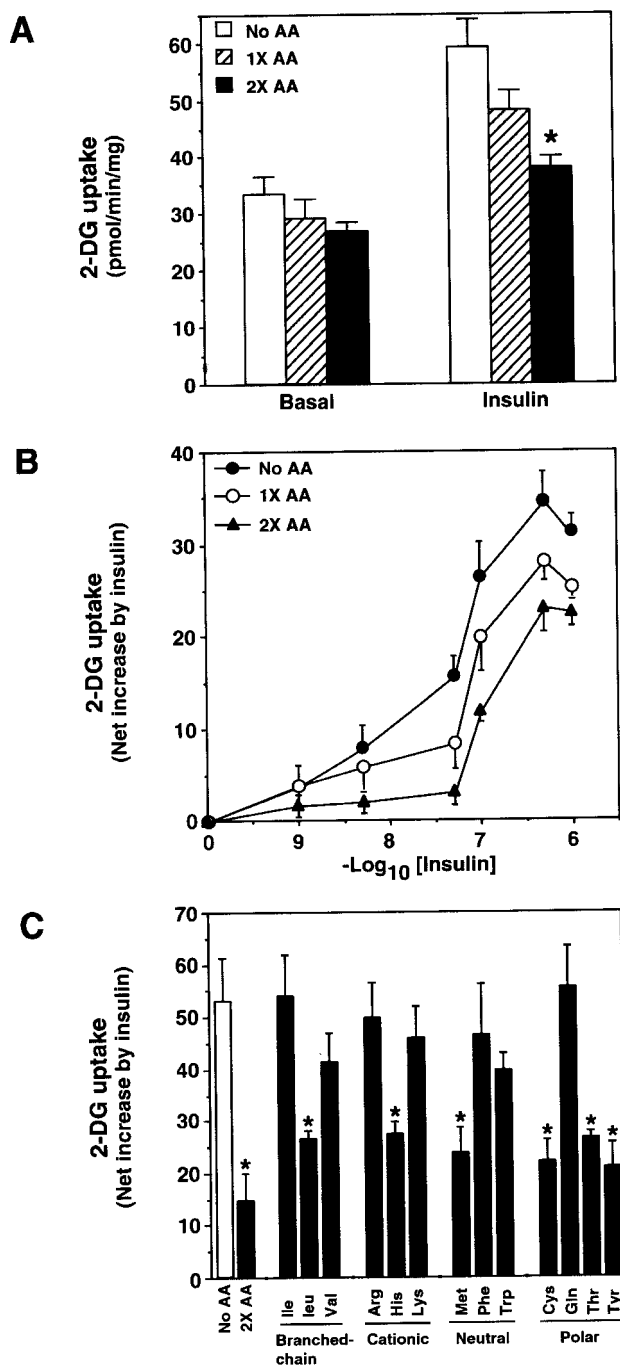 A
No AA
1X AA
2X AA
2-DG uptake
(pmol/min/mg)
60
50
40
30
20
10
0
*
Basal
Insulin
B
No AA
1X AA
2X AA
2-DG uptake
(Net increase by insulin)
40
30
20
10
0
0 9 8 7 6
-Log10 [Insulin]
C
2-DG uptake
(Net increase by insulin)
70
60
50
40
30
20
10
0
* * * * * * *
No AA
2X AA
Ile
leu
Val
Arg
His
Lys
Met
Phe
Trp
Cys
Gln
Thr
Tyr
Branched-
chain
Cationic
Neutral
Polar